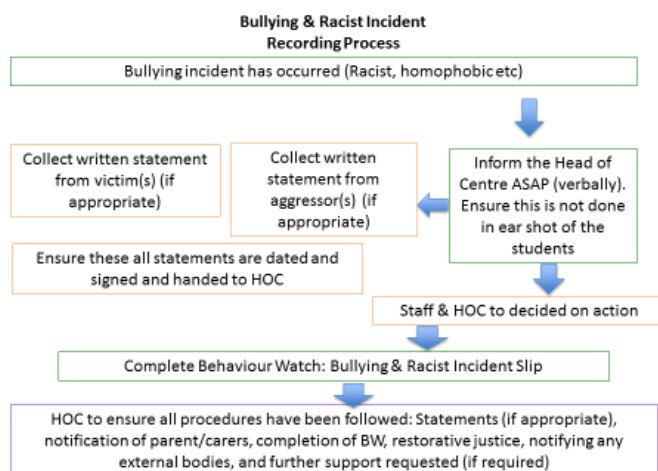 Bullying & Racist Incident
Recording Process
Bullying incident has occurred (Racist, homophobic etc)
Inform the Head of
Centre ASAP (verbally).
Ensure this is not done
in ear shot of the
students
Collect written statement
from aggressor(s) (if
appropriate)
Collect written statement
from victim(s) (if
appropriate)
Ensure these all statements are dated and
signed and handed to HOC
Staff & HOC to decided on action
Complete Behaviour Watch: Bullying & Racist Incident Slip
HOC to ensure all procedures have been followed: Statements (if appropriate),
notification of parent/carers, completion of BW, restorative justice, notifying any
external bodies, and further support requested (if required)